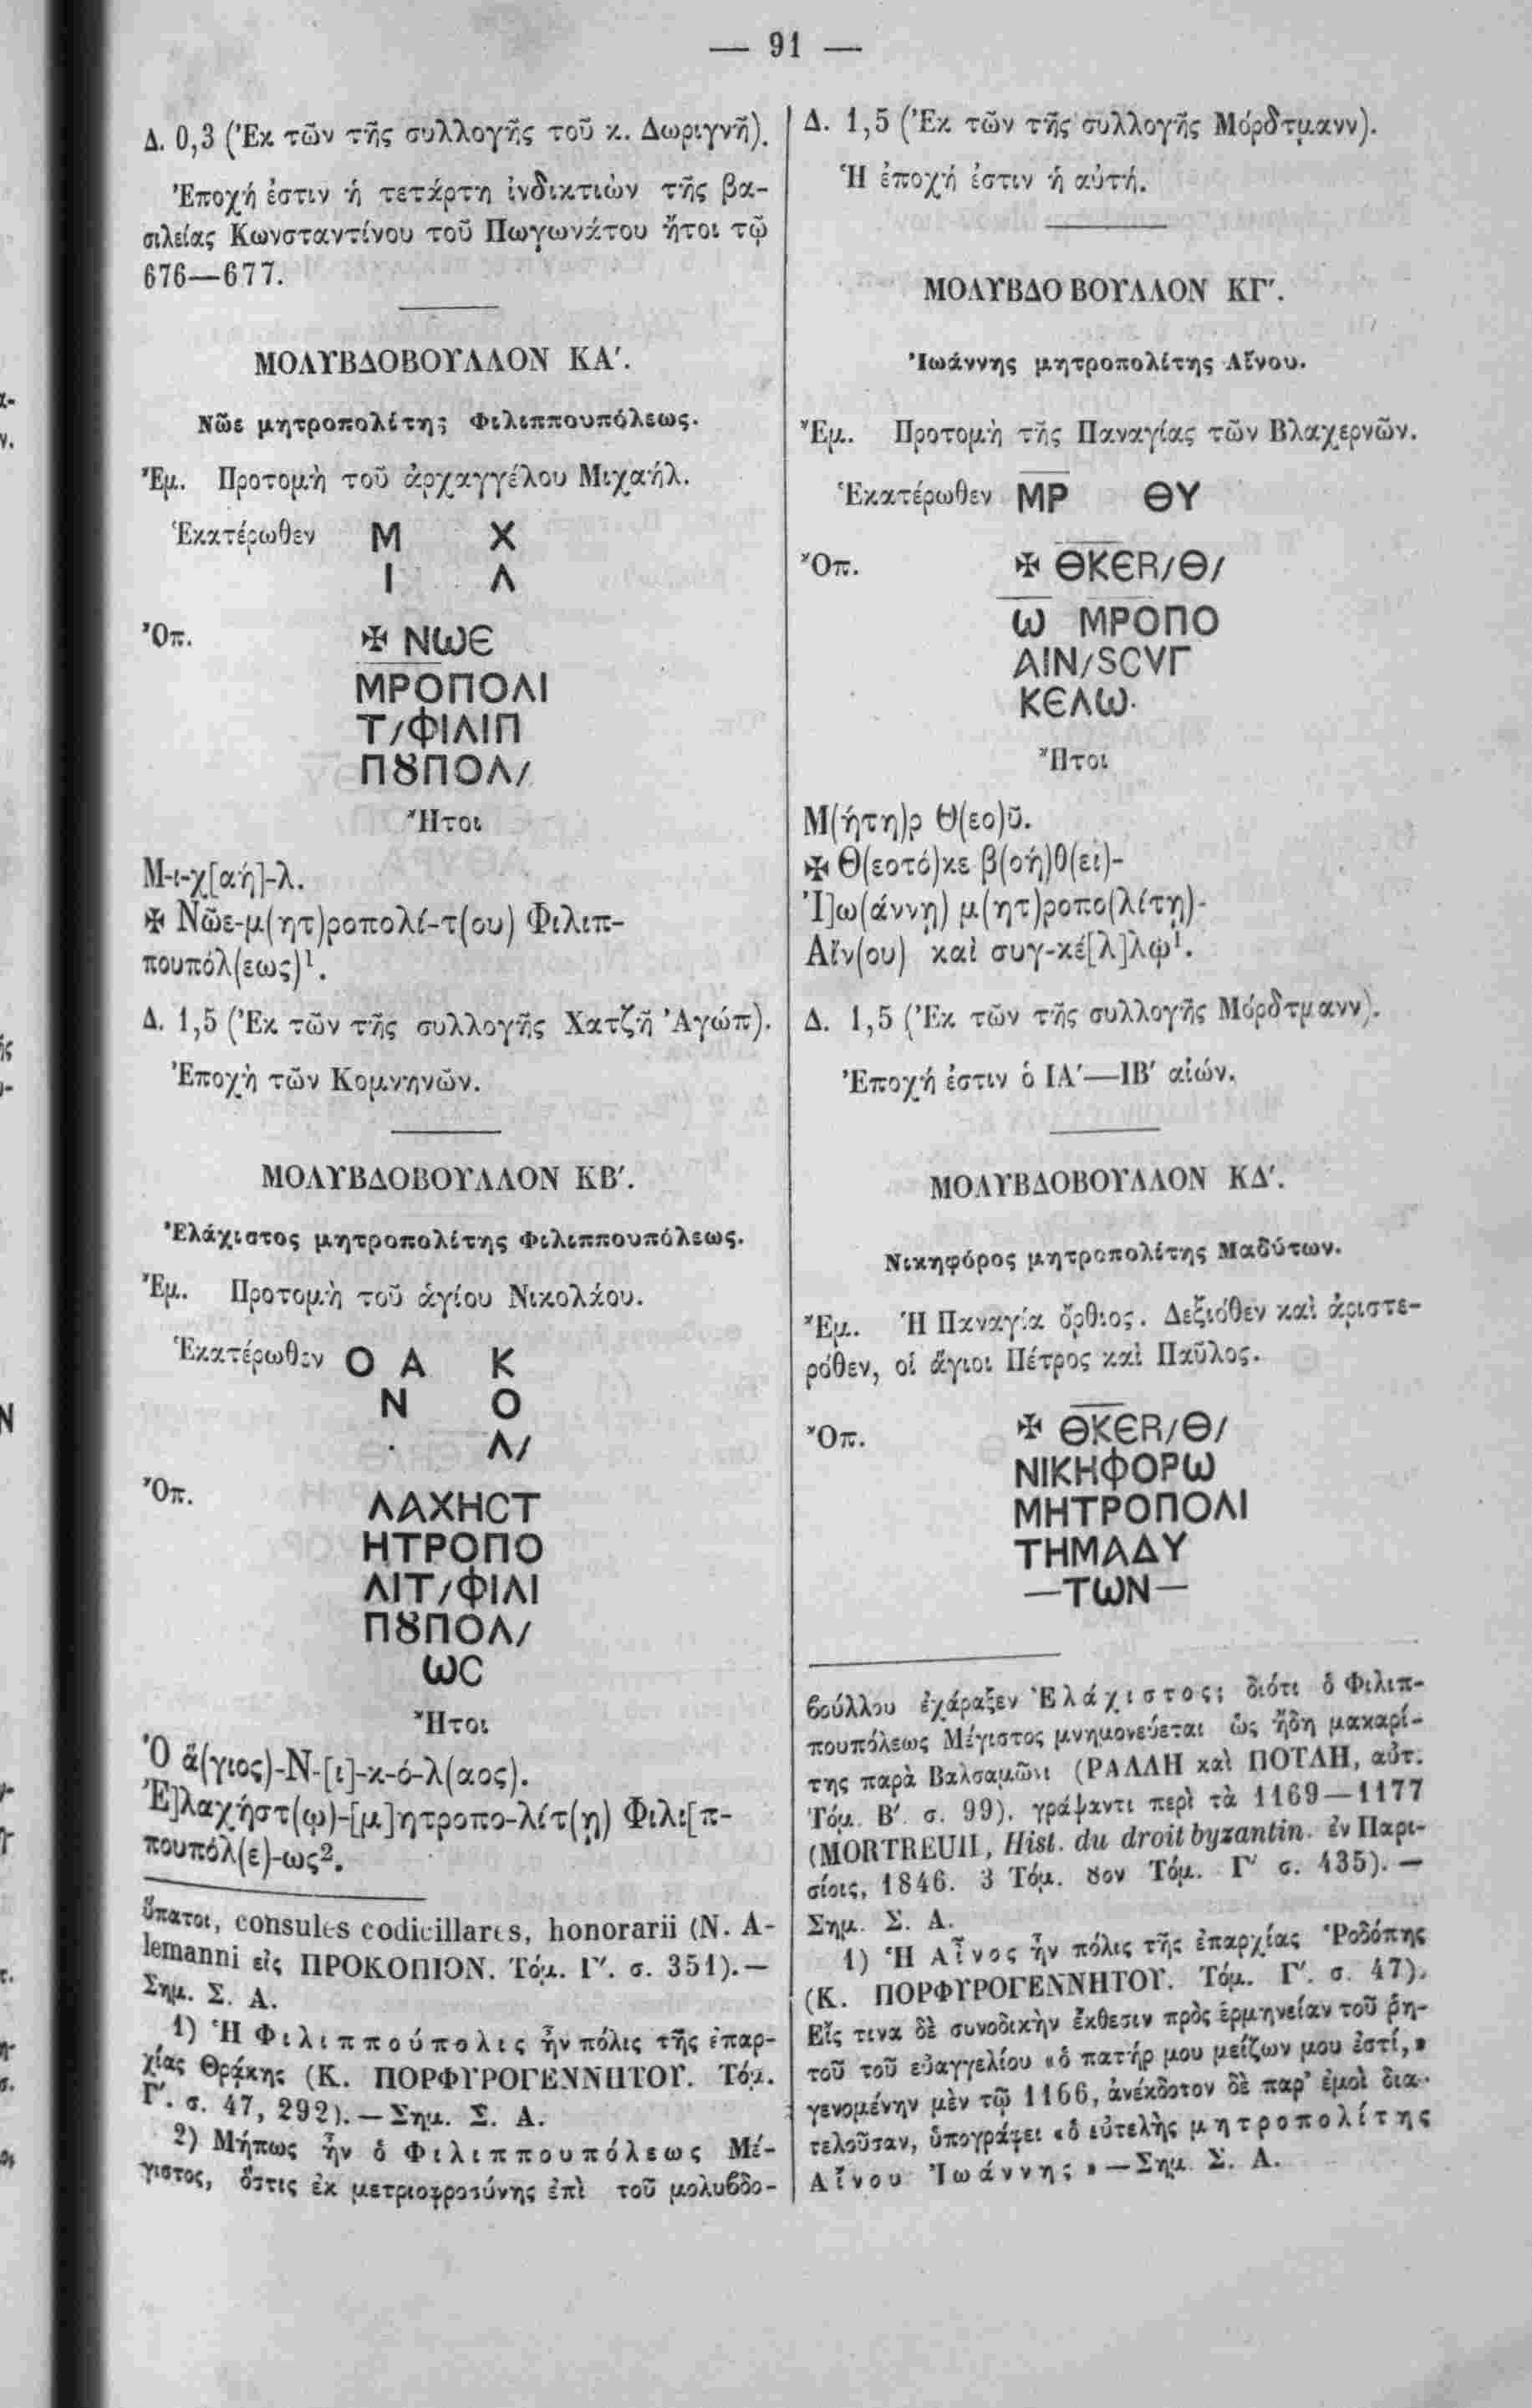 — 91 —
Δ. 0,3 (Ἐκ τῶν τῆς συλλογῆς τοῦ κ. Δωριγνῆ).
Ἐποχή ἐστιν ἡ τετάρτη ἰνδικτιὼν τῆς βα-
σιλείας Κωνσταντίνου τοῦ Πωγωνάτου ἤτοι τῷ
676—677.
ΜΟΛΥΒΔΟΒΟΥΛΛΟΝ ΚΑ′.
Νῶε μητροπολίτης Φιλιππουπόλεως.
Ἐμ. Προτομὴ τοῦ ἀρχαγγέλου Μιχαήλ.
Ἑκατέρωθεν Μ Χ
Ι Λ
Ὀπ. ✠ ΝΩЄ
ΜΡΟΠΟΛΙ
Τ/ΦΙΛΙΠ
ΠȣΠΟΛ/
Ἤτοι
Μ-ι-χ[αή]-λ.
✠ Νῶε-μ(ητ)ροπολί-τ(ου) Φιλιπ-
πουπόλ(εως)¹.
Δ. 1,5 (Ἐκ τῶν τῆς συλλογῆς Χατζῆ Ἀγώπ).
Ἐποχὴ τῶν Κομνηνῶν.
ΜΟΛΥΒΔΟΒΟΥΛΛΟΝ ΚΒ′.
Ἐλάχιστος μητροπολίτης Φιλιππουπόλεως.
Ἐμ. Προτομὴ τοῦ ἁγίου Νικολάου.
Ἑκατέρωθεν Ο Α Κ
Ν Ο
. Λ/
Ὀπ. ΛΑΧΗCΤ
ΗΤΡΟΠΟ
ΛΙΤ/ΦΙΛΙ
ΠȣΠΟΛ/
ΩC
Ἤτοι
Ὁ ἅ(γιος)-Ν-[ι]-κ-ό-λ(αος).
Ἐ]λαχήστ(ῳ)-[μ]ητροπο-λίτ(ῃ) Φιλι[π-
πουπόλ(ε)-ως².
ὕπατοι, consules codicillares, honorarii (N. A-
lemanni εἰς ΠΡΟΚΟΠΙΟΝ. Τόμ. Γ′. σ. 351).—
Σημ. Σ. Α.
1) Ἡ Φιλιππούπολις ἦν πόλις τῆς ἐπαρ-
χίας Θρᾴκης (Κ. ΠΟΡΦΥΡΟΓΕΝΝΗΤΟΥ. Τόμ.
Γ′. σ. 47, 292).—Σημ. Σ. Α.
2) Μήπως ἦν ὁ Φιλιππουπόλεως Μέ-
γιστος, ὅστις ἐκ μετριοφροσύνης ἐπὶ τοῦ μολυβδο-
Δ. 1,5 (Ἐκ τῶν τῆς συλλογῆς Μόρδτμανν).
Ἡ ἐποχή ἐστιν ἡ αὐτή.
ΜΟΛΥΒΔΟΒΟΥΛΛΟΝ ΚΓ′.
Ἰωάννης μητροπολίτης Αἴνου.
Ἐμ. Προτομὴ τῆς Παναγίας τῶν Βλαχερνῶν.
Ἑκατέρωθεν ΜΡ ΘΥ
Ὀπ. ✠ ΘΚЄR/Θ/
Ω ΜΡΟΠΟ
ΑΙΝ/SCVΓ
ΚЄΛΩ·
Ἤτοι
Μ(ήτη)ρ Θ(εο)ῦ.
✠ Θ(εοτό)κε β(οή)θ(ει)-
Ἰ]ω(άννῃ) μ(ητ)ροπο(λίτῃ)-
Αἴν(ου) καὶ συγ-κέ[λ]λῳ¹.
Δ. 1,5 (Ἐκ τῶν τῆς συλλογῆς Μόρδτμανν).
Ἐποχή ἐστιν ὁ ΙΑ′—ΙΒ′ αἰών.
ΜΟΛΥΒΔΟΒΟΥΛΛΟΝ ΚΔ′.
Νικηφόρος μητροπολίτης Μαδύτων.
Ἐμ. Ἡ Παναγία ὄρθιος. Δεξιόθεν καὶ ἀριστε-
ρόθεν, οἱ ἅγιοι Πέτρος καὶ Παῦλος.
Ὀπ. ✠ ΘΚЄR/Θ/
ΝΙΚΗΦΟΡΩ
ΜΗΤΡΟΠΟΛΙ
ΤΗΜΑΔΥ
—ΤΩΝ—
βούλλου ἐχάραξεν Ἐλάχιστος; διότι ὁ Φιλιπ-
πουπόλεως Μέγιστος μνημονεύεται ὡς ἤδη μακαρί-
της παρὰ Βαλσαμῶνι (ΡΑΛΛΗ καὶ ΠΟΤΛΗ, αὐτ.
Τόμ. Β′. σ. 99), γράψαντι περὶ τὰ 1169—1177
(MORTREUIL, Hist. du droit byzantin. ἐν Παρι-
σίοις, 1846. 3 Τόμ. 8ον Τόμ. Γ′ σ. 435).—
Σημ. Σ. Α.
1) Ἡ Αἶνος ἦν πόλις τῆς ἐπαρχίας Ῥοδόπης
(Κ. ΠΟΡΦΥΡΟΓΕΝΝΗΤΟΥ. Τόμ. Γ′. σ. 47).
Εἴς τινα δὲ συνοδικὴν ἔκθεσιν πρὸς ἑρμηνείαν τοῦ ῥη-
τοῦ τοῦ εὐαγγελίου «ὁ πατήρ μου μείζων μου ἐστί,»
γενομένην μὲν τῷ 1166, ἀνέκδοτον δὲ παρ' ἐμοὶ δια-
τελοῦσαν, ὑπογράφει «ὁ εὐτελὴς μητροπολίτης
Αἴνου Ἰωάννης»—Σημ. Σ. Α.